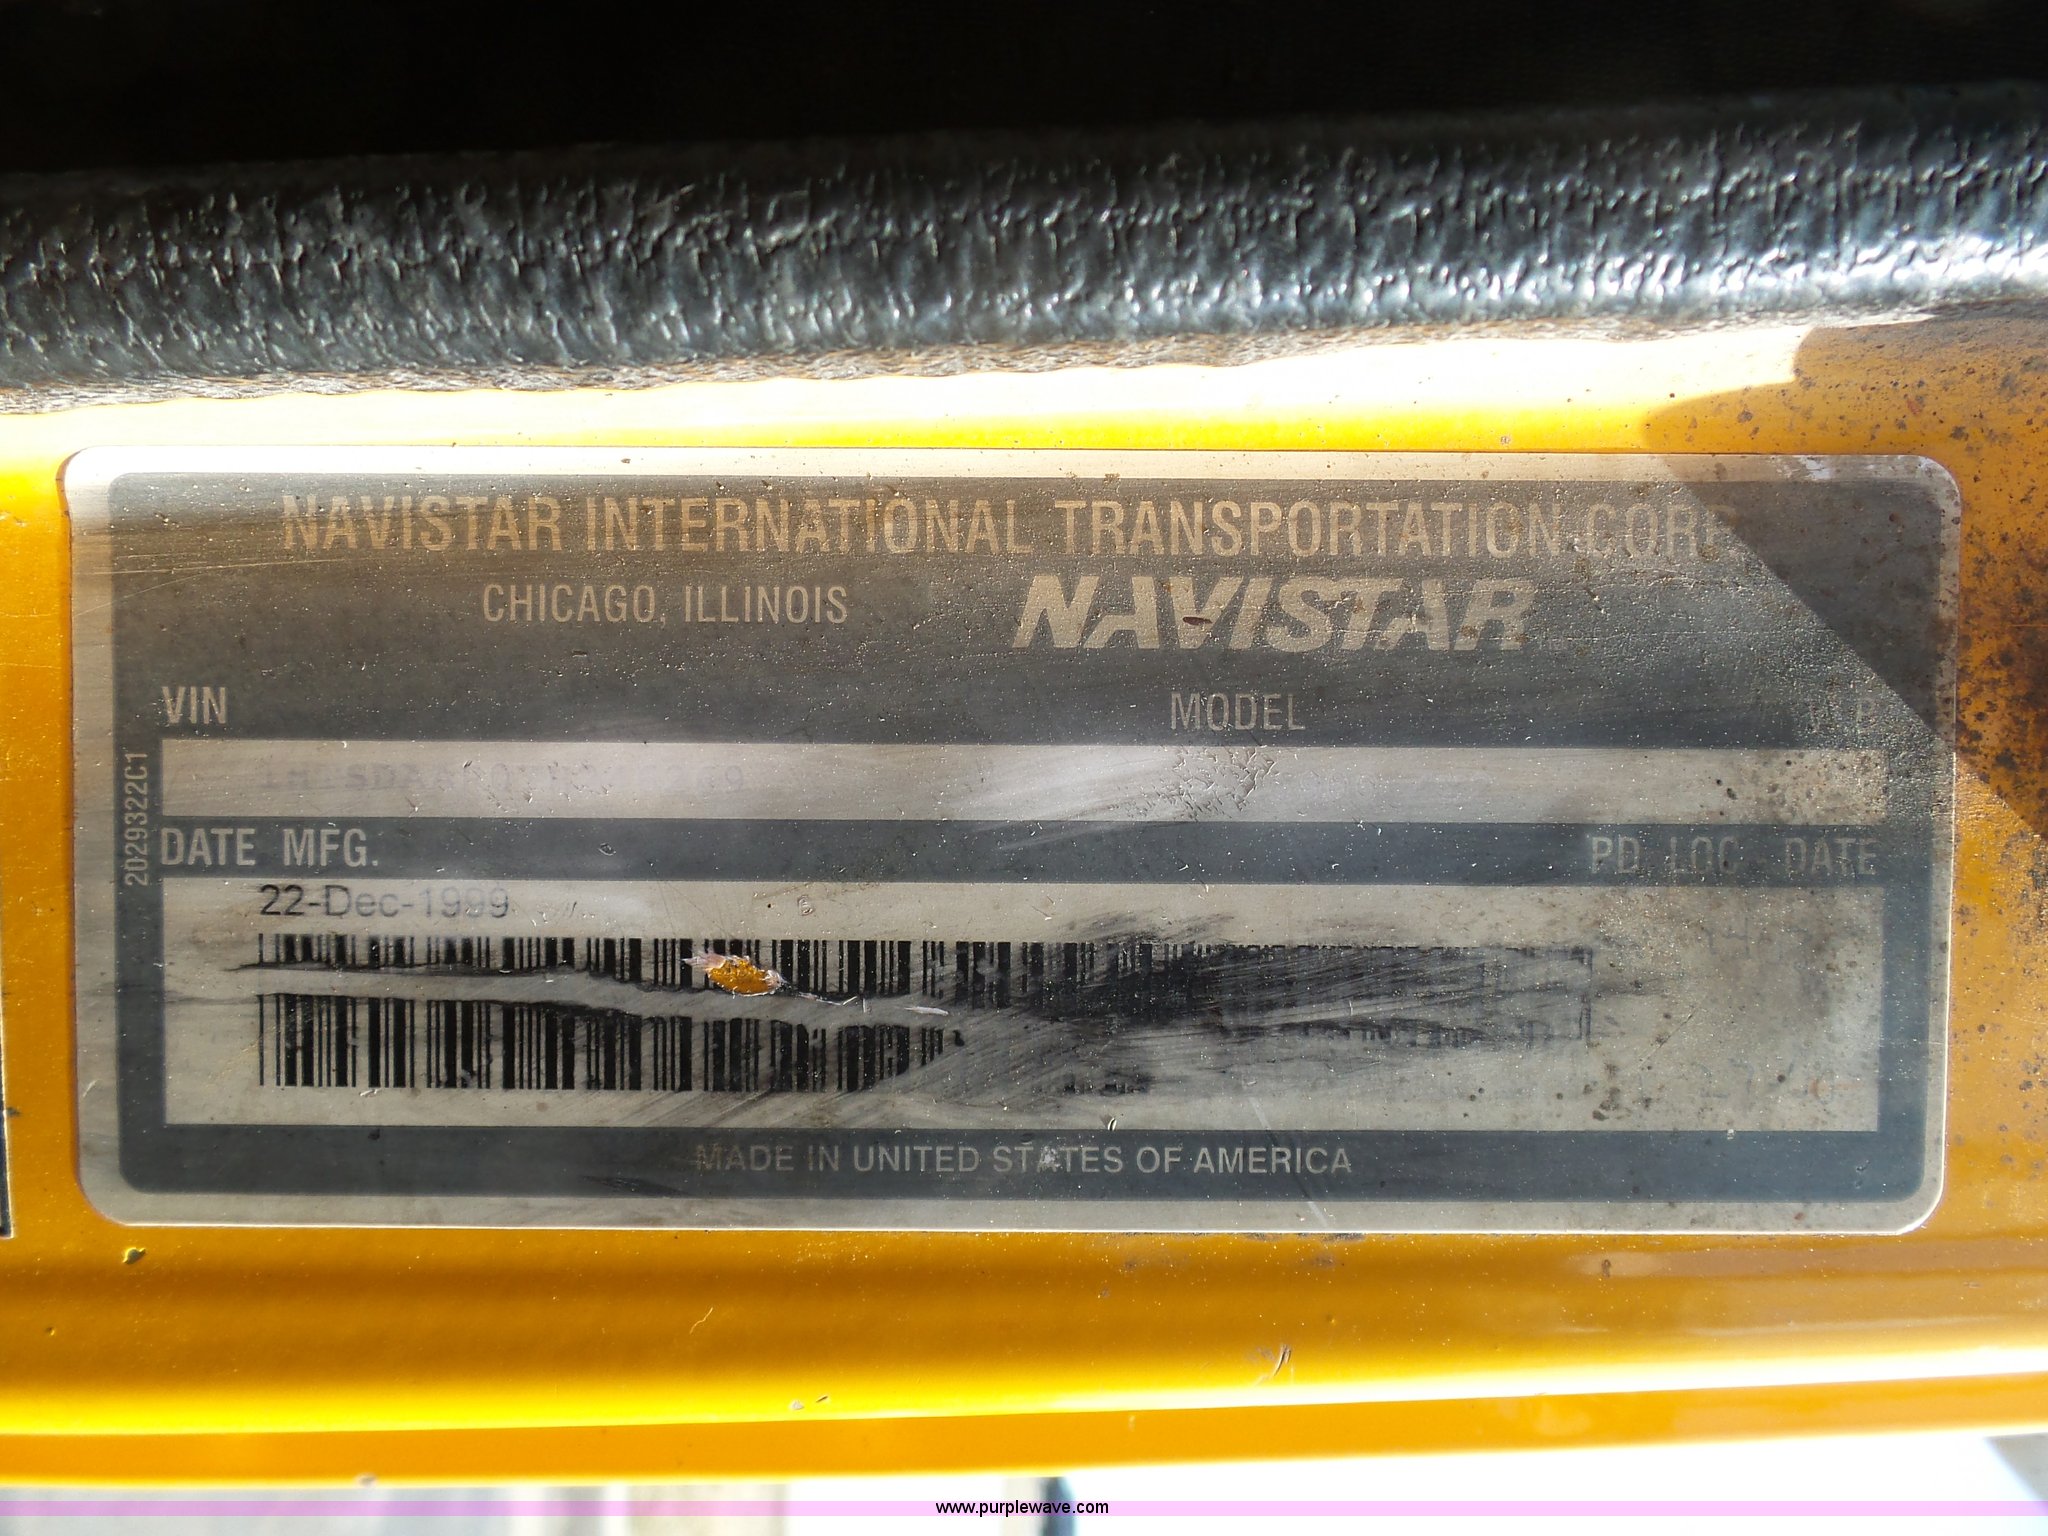 NAVISTAR INTERNATIONAL TRANSPORTATION CORP.
CHICAGO, ILLINOIS
NAVISTAR
VIN
MODEL
2029322C1
DATE MFG.
PD LOC DATE
22-Dec-1999
MADE IN UNITED STATES OF AMERICA
www.purplewave.com